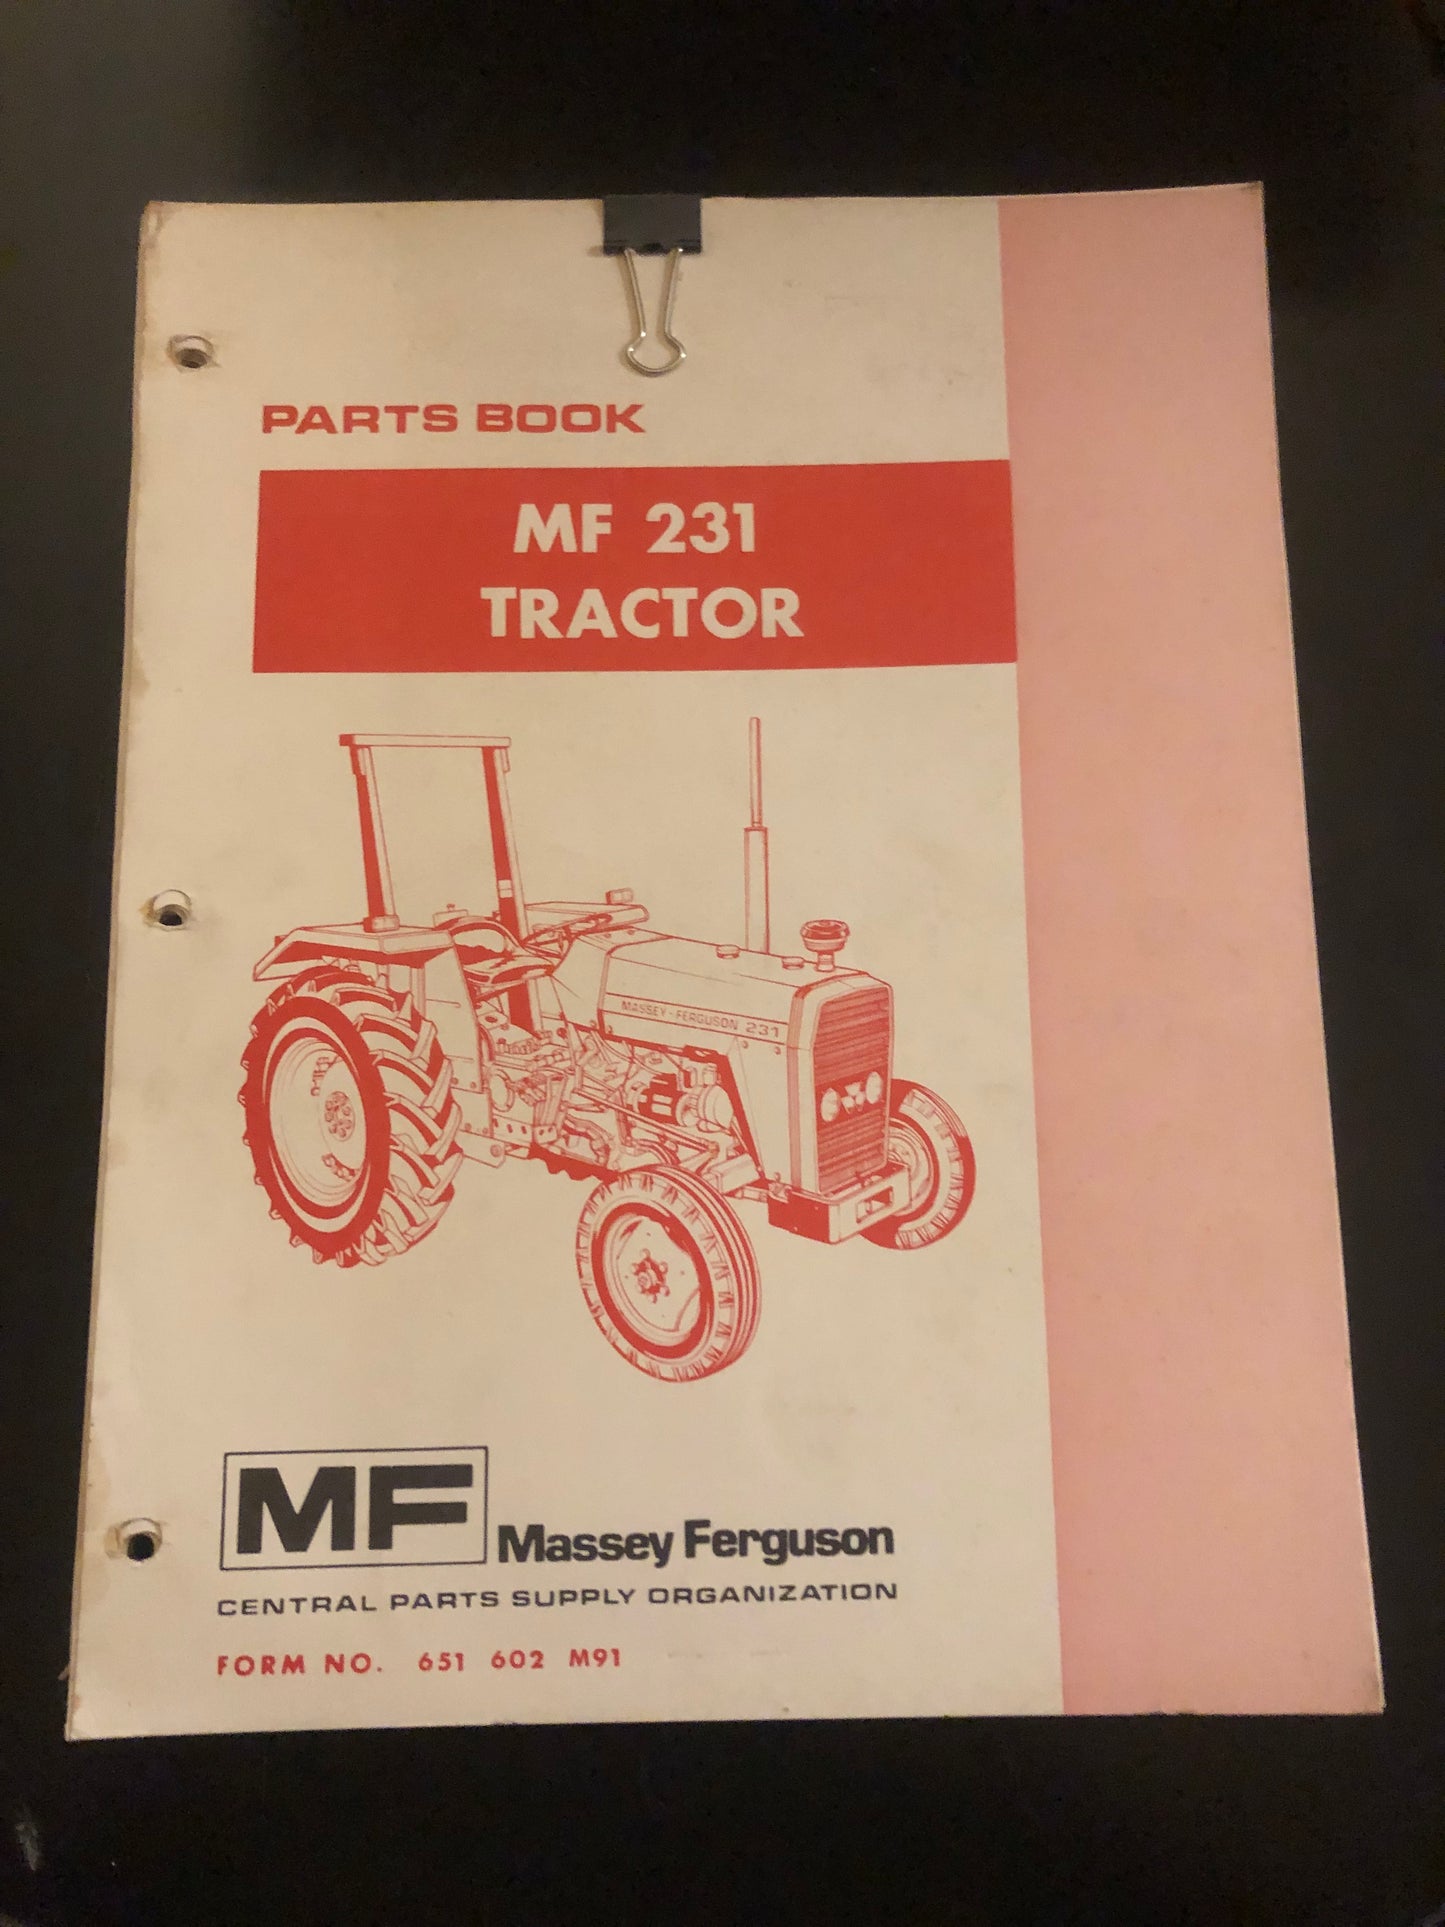 PARTS BOOK
MF 231
TRACTOR
MASSEY-FERGUSON 231
MF Massey Ferguson
CENTRAL PARTS SUPPLY ORGANIZATION
FORM NO. 651 602 M91